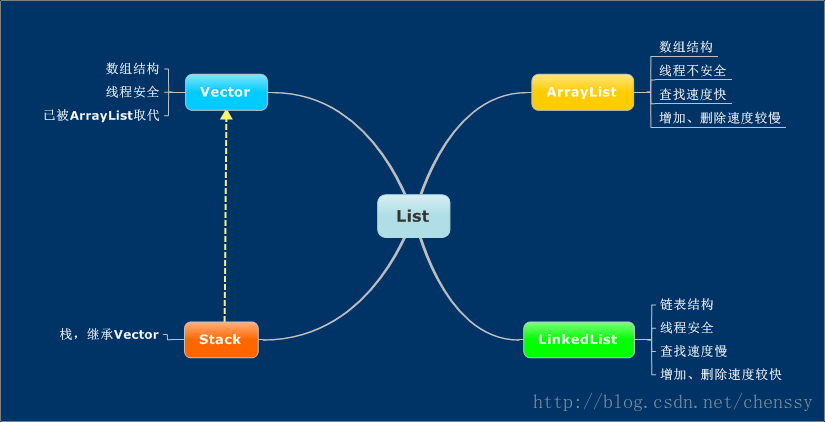 数组结构
线程安全
已被ArrayList取代
Vector
ArrayList
数组结构
线程不安全
查找速度快
增加、删除速度较慢
List
栈，继承Vector
Stack
LinkedList
链表结构
线程安全
查找速度慢
增加、删除速度较快
http://blog.csdn.net/chenssy